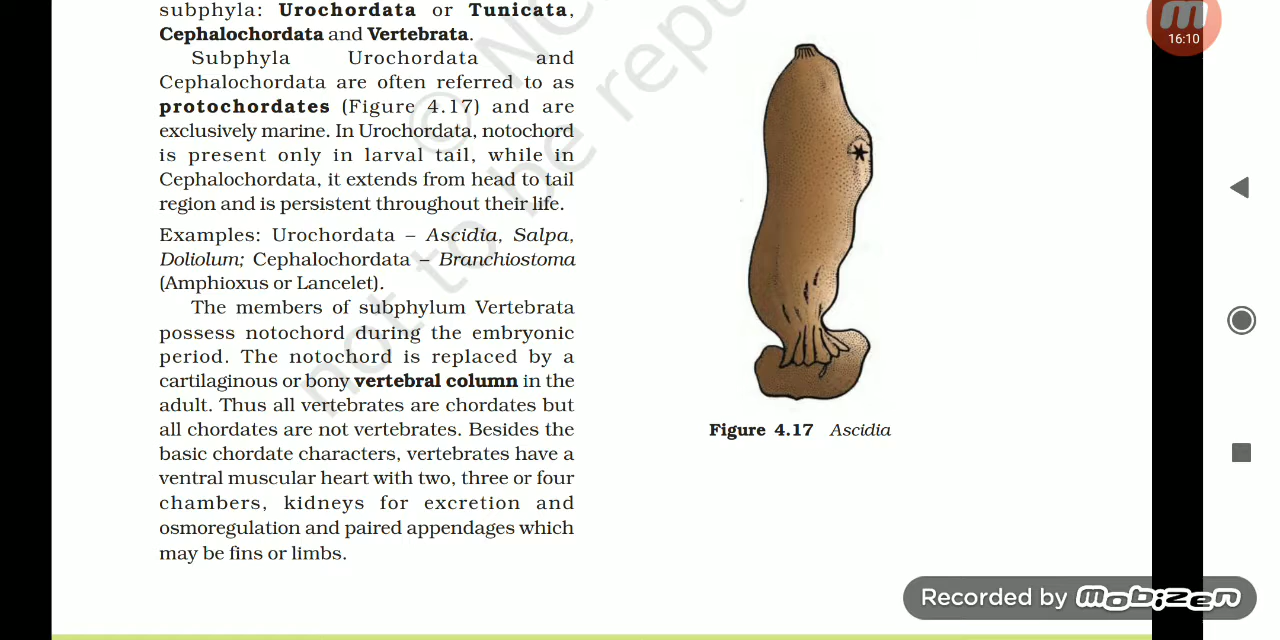 subphyla: Urochordata or Tunicata,
Cephalochordata and Vertebrata.
Subphyla Urochordata and
Cephalochordata are often referred to as
protochordates (Figure 4.17) and are
exclusively marine. In Urochordata, notochord
is present only in larval tail, while in
Cephalochordata, it extends from head to tail
region and is persistent throughout their life.
Examples: Urochordata – Ascidia, Salpa,
Doliolum; Cephalochordata – Branchiostoma
(Amphioxus or Lancelet).
The members of subphylum Vertebrata
possess notochord during the embryonic
period. The notochord is replaced by a
cartilaginous or bony vertebral column in the
adult. Thus all vertebrates are chordates but
all chordates are not vertebrates. Besides the
basic chordate characters, vertebrates have a
ventral muscular heart with two, three or four
chambers, kidneys for excretion and
osmoregulation and paired appendages which
may be fins or limbs.
Figure 4.17 Ascidia
© NC
not to be rep
m
16:10
Recorded by mobizen